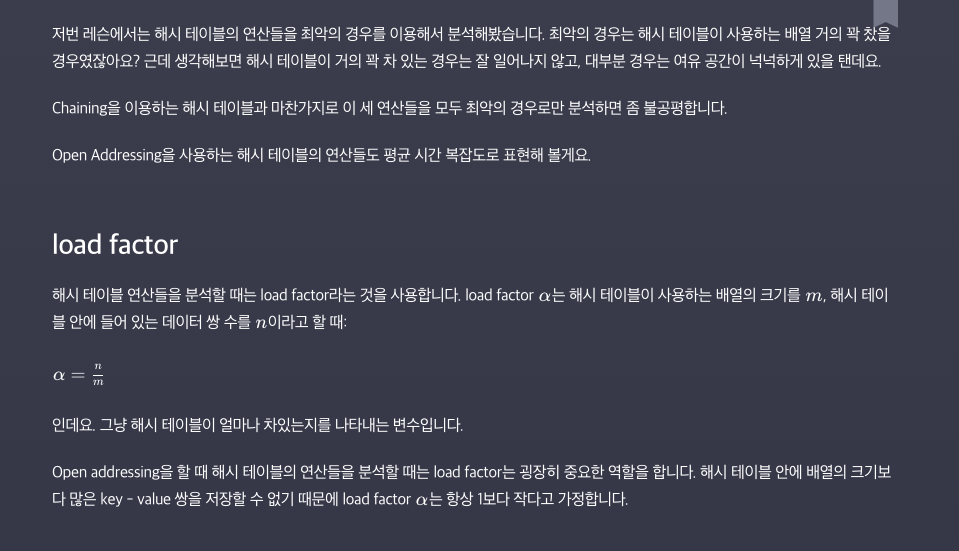 저번 레슨에서는 해시 테이블의 연산들을 최악의 경우를 이용해서 분석해봤습니다. 최악의 경우는 해시 테이블이 사용하는 배열 거의 꽉 찼을
경우였잖아요? 근데 생각해보면 해시 테이블이 거의 꽉 차 있는 경우는 잘 일어나지 않고, 대부분 경우는 여유 공간이 넉넉하게 있을 탠데요.
Chaining을 이용하는 해시 테이블과 마찬가지로 이 세 연산들을 모두 최악의 경우로만 분석하면 좀 불공평합니다.
Open Addressing을 사용하는 해시 테이블의 연산들도 평균 시간 복잡도로 표현해 볼게요.
load factor
해시 테이블 연산들을 분석할 때는 load factor라는 것을 사용합니다. load factor α는 해시 테이블이 사용하는 배열의 크기를 m, 해시 테이
블 안에 들어 있는 데이터 쌍 수를 n이라고 할 때:
α = n/m
인데요. 그냥 해시 테이블이 얼마나 차있는지를 나타내는 변수입니다.
Open addressing을 할 때 해시 테이블의 연산들을 분석할 때는 load factor는 굉장히 중요한 역할을 합니다. 해시 테이블 안에 배열의 크기보
다 많은 key - value 쌍을 저장할 수 없기 때문에 load factor α는 항상 1보다 작다고 가정합니다.